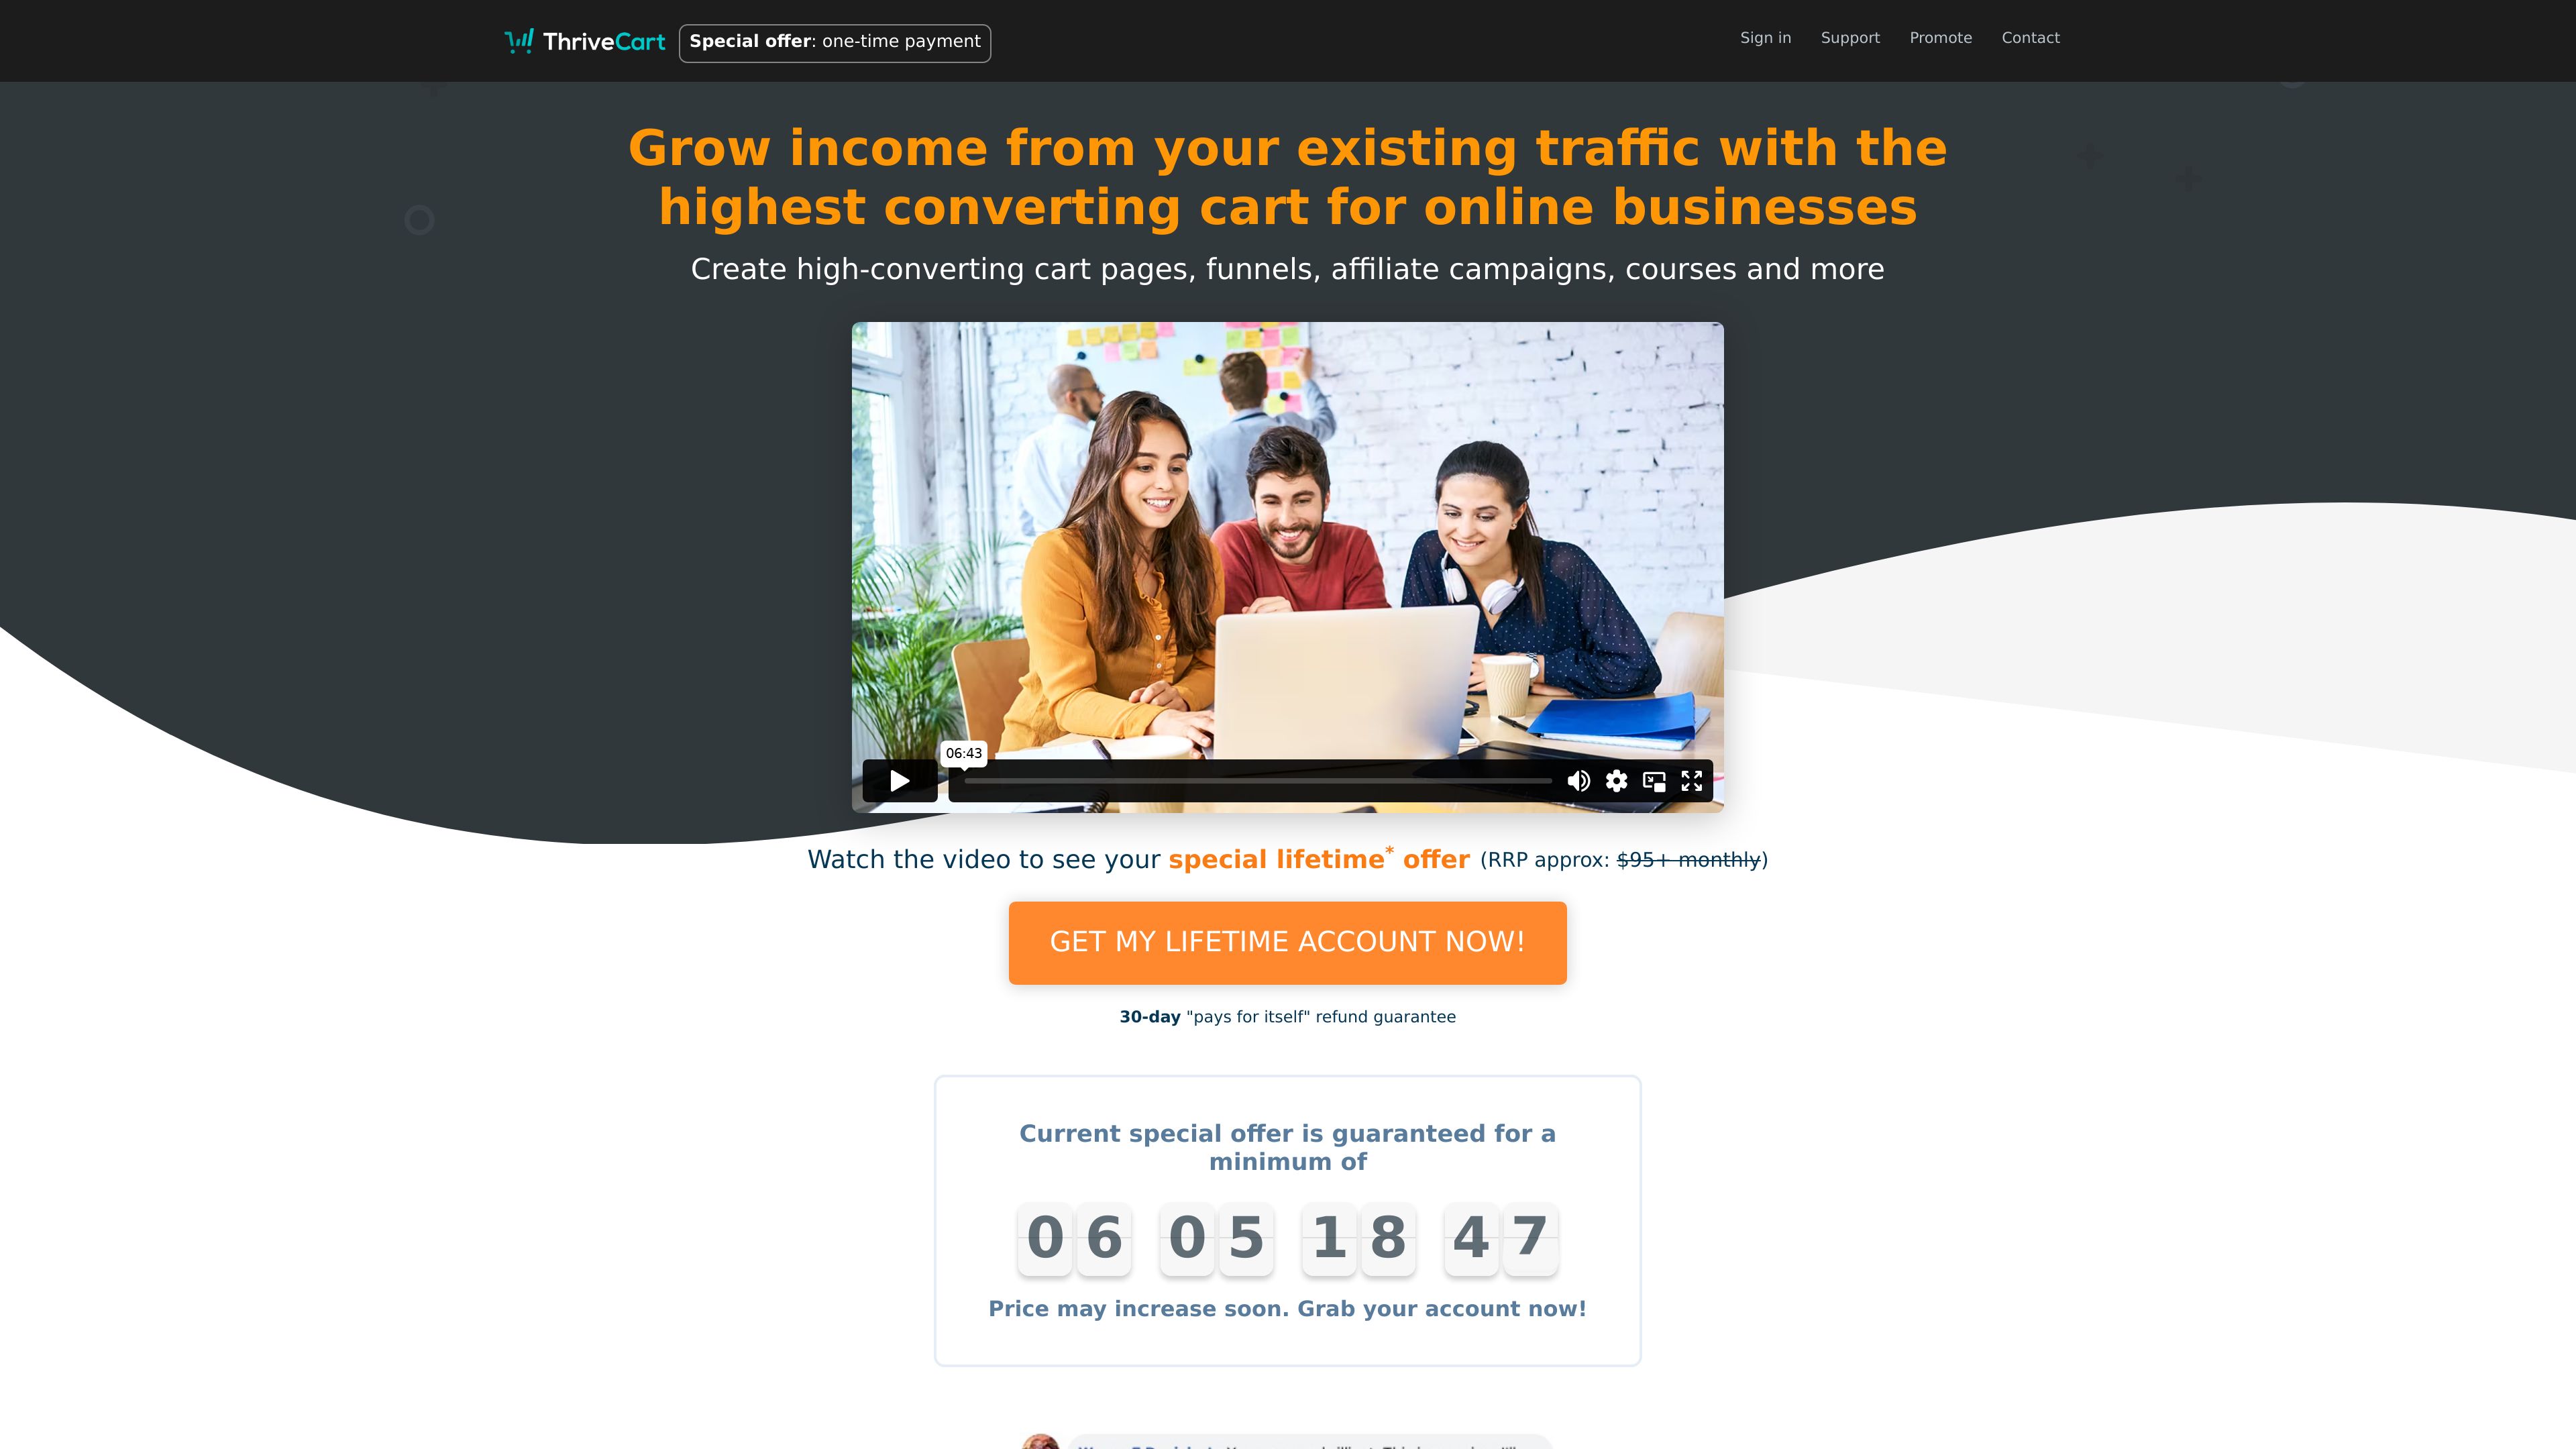 ThriveCart
Special offer: one-time payment
Sign in
Support
Promote
Contact
Grow income from your existing traffic with the
highest converting cart for online businesses
Create high-converting cart pages, funnels, affiliate campaigns, courses and more
06:43
Watch the video to see your special lifetime* offer (RRP approx: $95+ monthly)
GET MY LIFETIME ACCOUNT NOW!
30-day "pays for itself" refund guarantee
Current special offer is guaranteed for a
minimum of
06 05 18 47
Price may increase soon. Grab your account now!